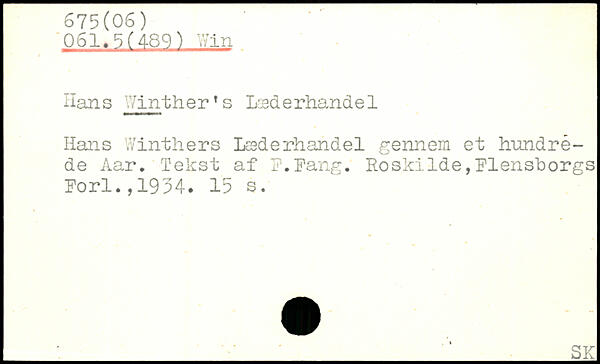 675(06)
061.5(489) Win
Hans Winther's Læderhandel
Hans Winthers Læderhandel gennem et hundre-
de Aar. Tekst af F.Fang. Roskilde,Flensborgs
Forl.,1934. 15 s.
SK